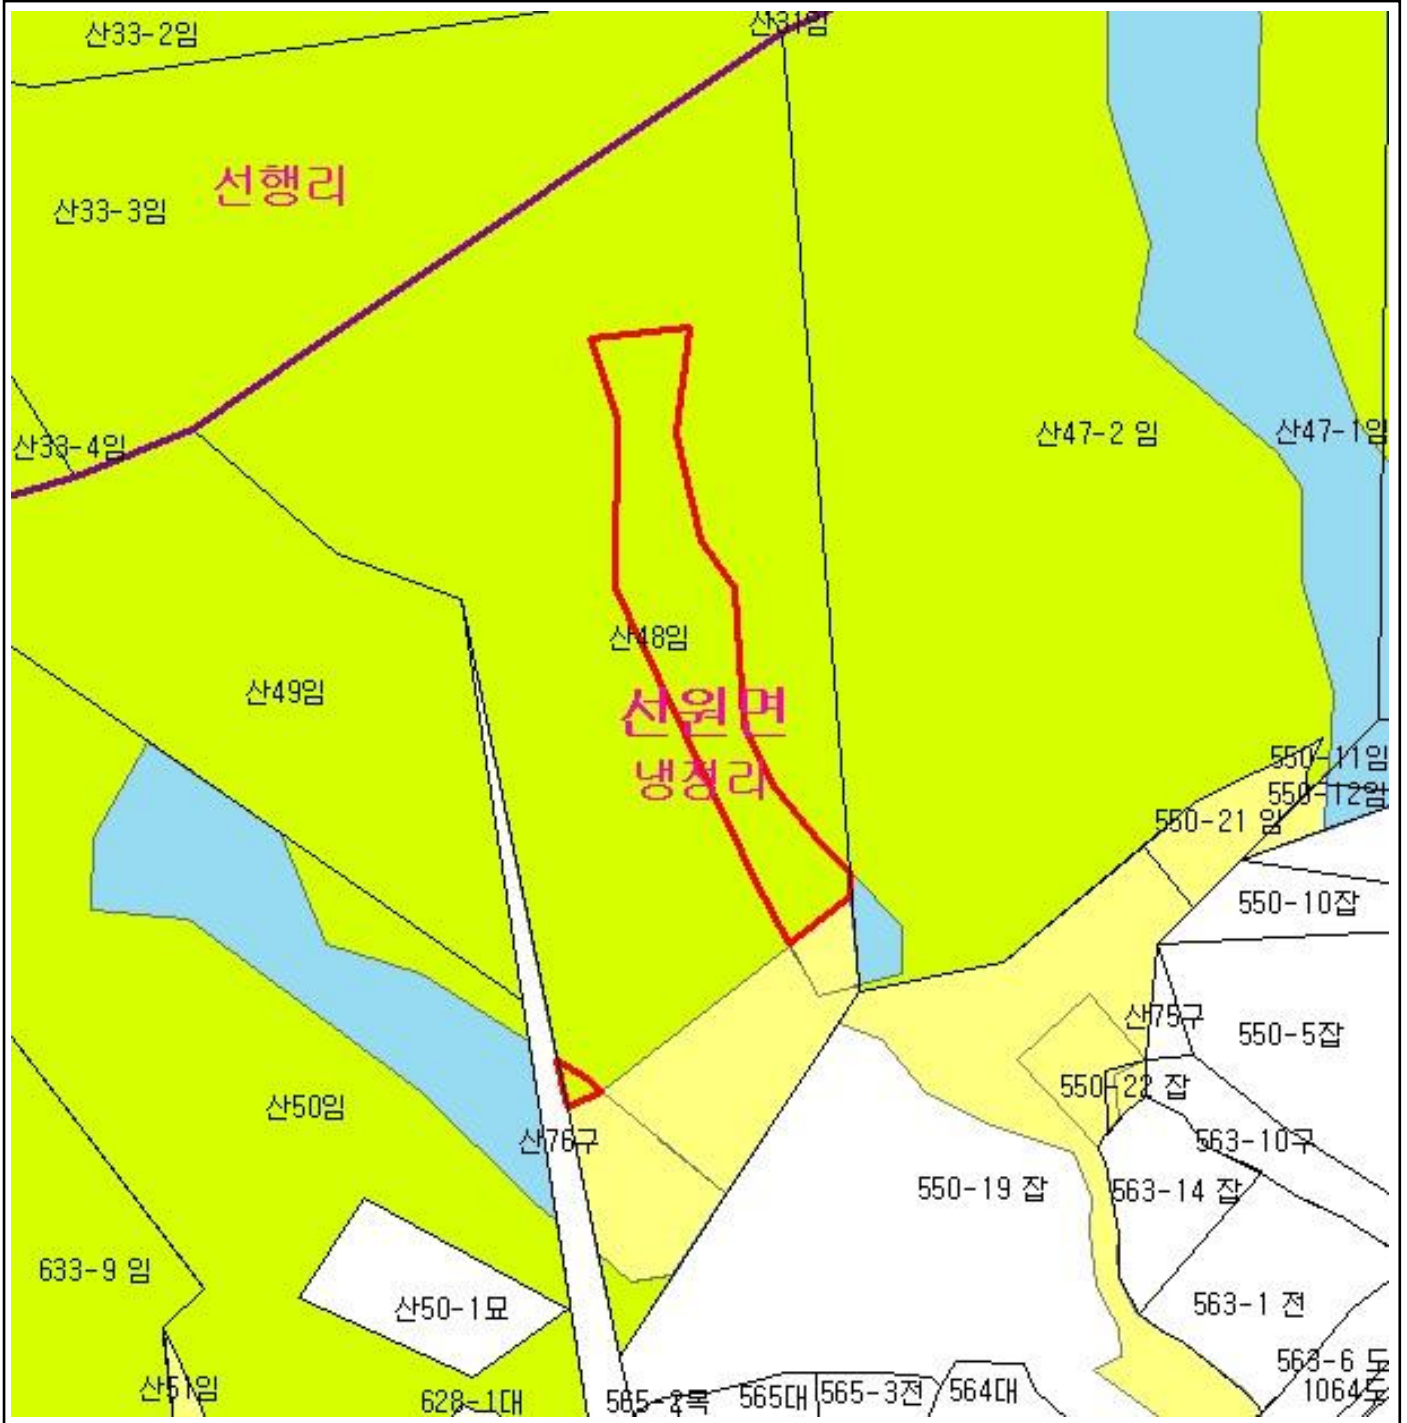 산33-2임
산31임
선행리
산33-3임
산33-4임
산47-2 임
산47-1임
산48임
산49임
선원면
냉정리
550-11임
550-12임
550-21 임
550-10잡
산75구
550-5잡
550-22 잡
산50임
산76구
563-10구
550-19 잡
563-14 잡
633-9 임
산50-1묘
563-1 전
563-6 도
산51임
1064도
628-1대
565-2목
565대
565-3전
564대